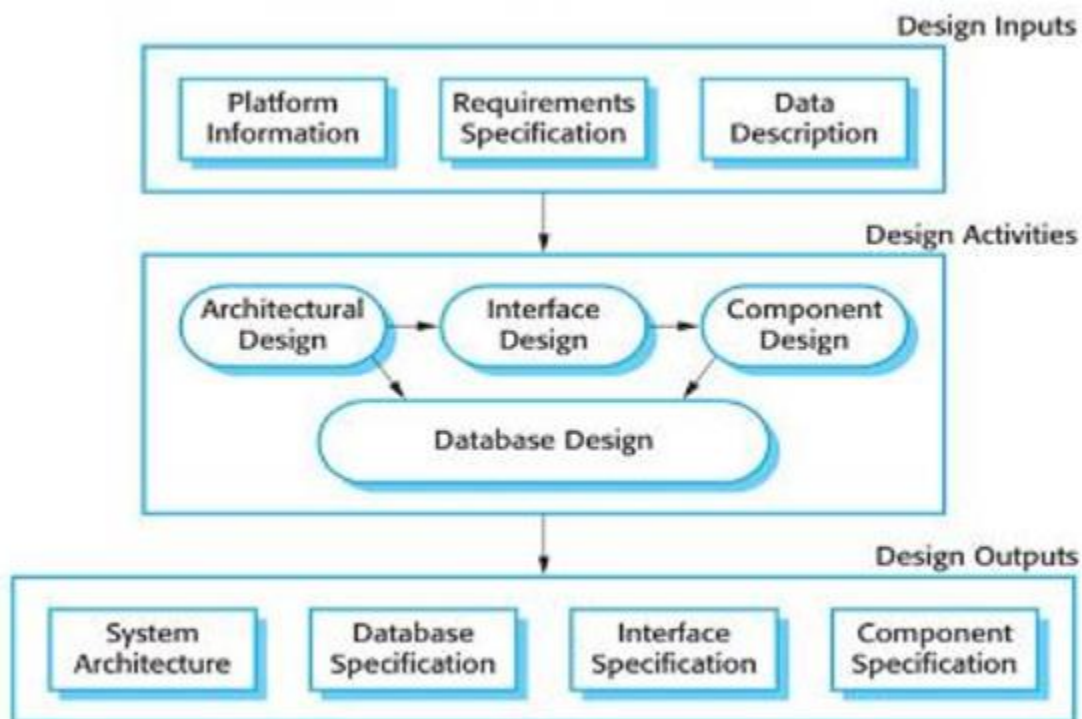 Design Inputs
Platform
Information
Requirements
Specification
Data
Description
Design Activities
Architectural
Design
Interface
Design
Component
Design
Database Design
Design Outputs
System
Architecture
Database
Specification
Interface
Specification
Component
Specification